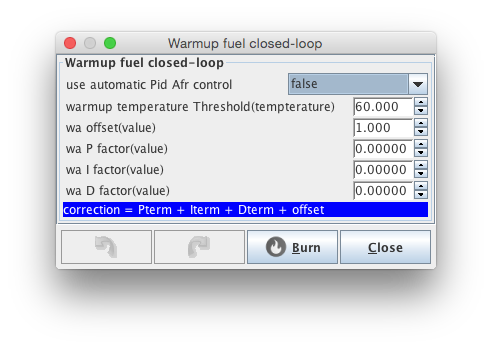 Warmup fuel closed-loop
Warmup fuel closed-loop
use automatic Pid Afr control false
warmup temperature Threshold(tempterature) 60.000
wa offset(value) 1.000
wa P factor(value) 0.00000
wa I factor(value) 0.00000
wa D factor(value) 0.00000
correction = Pterm + Iterm + Dterm + offset
Burn Close